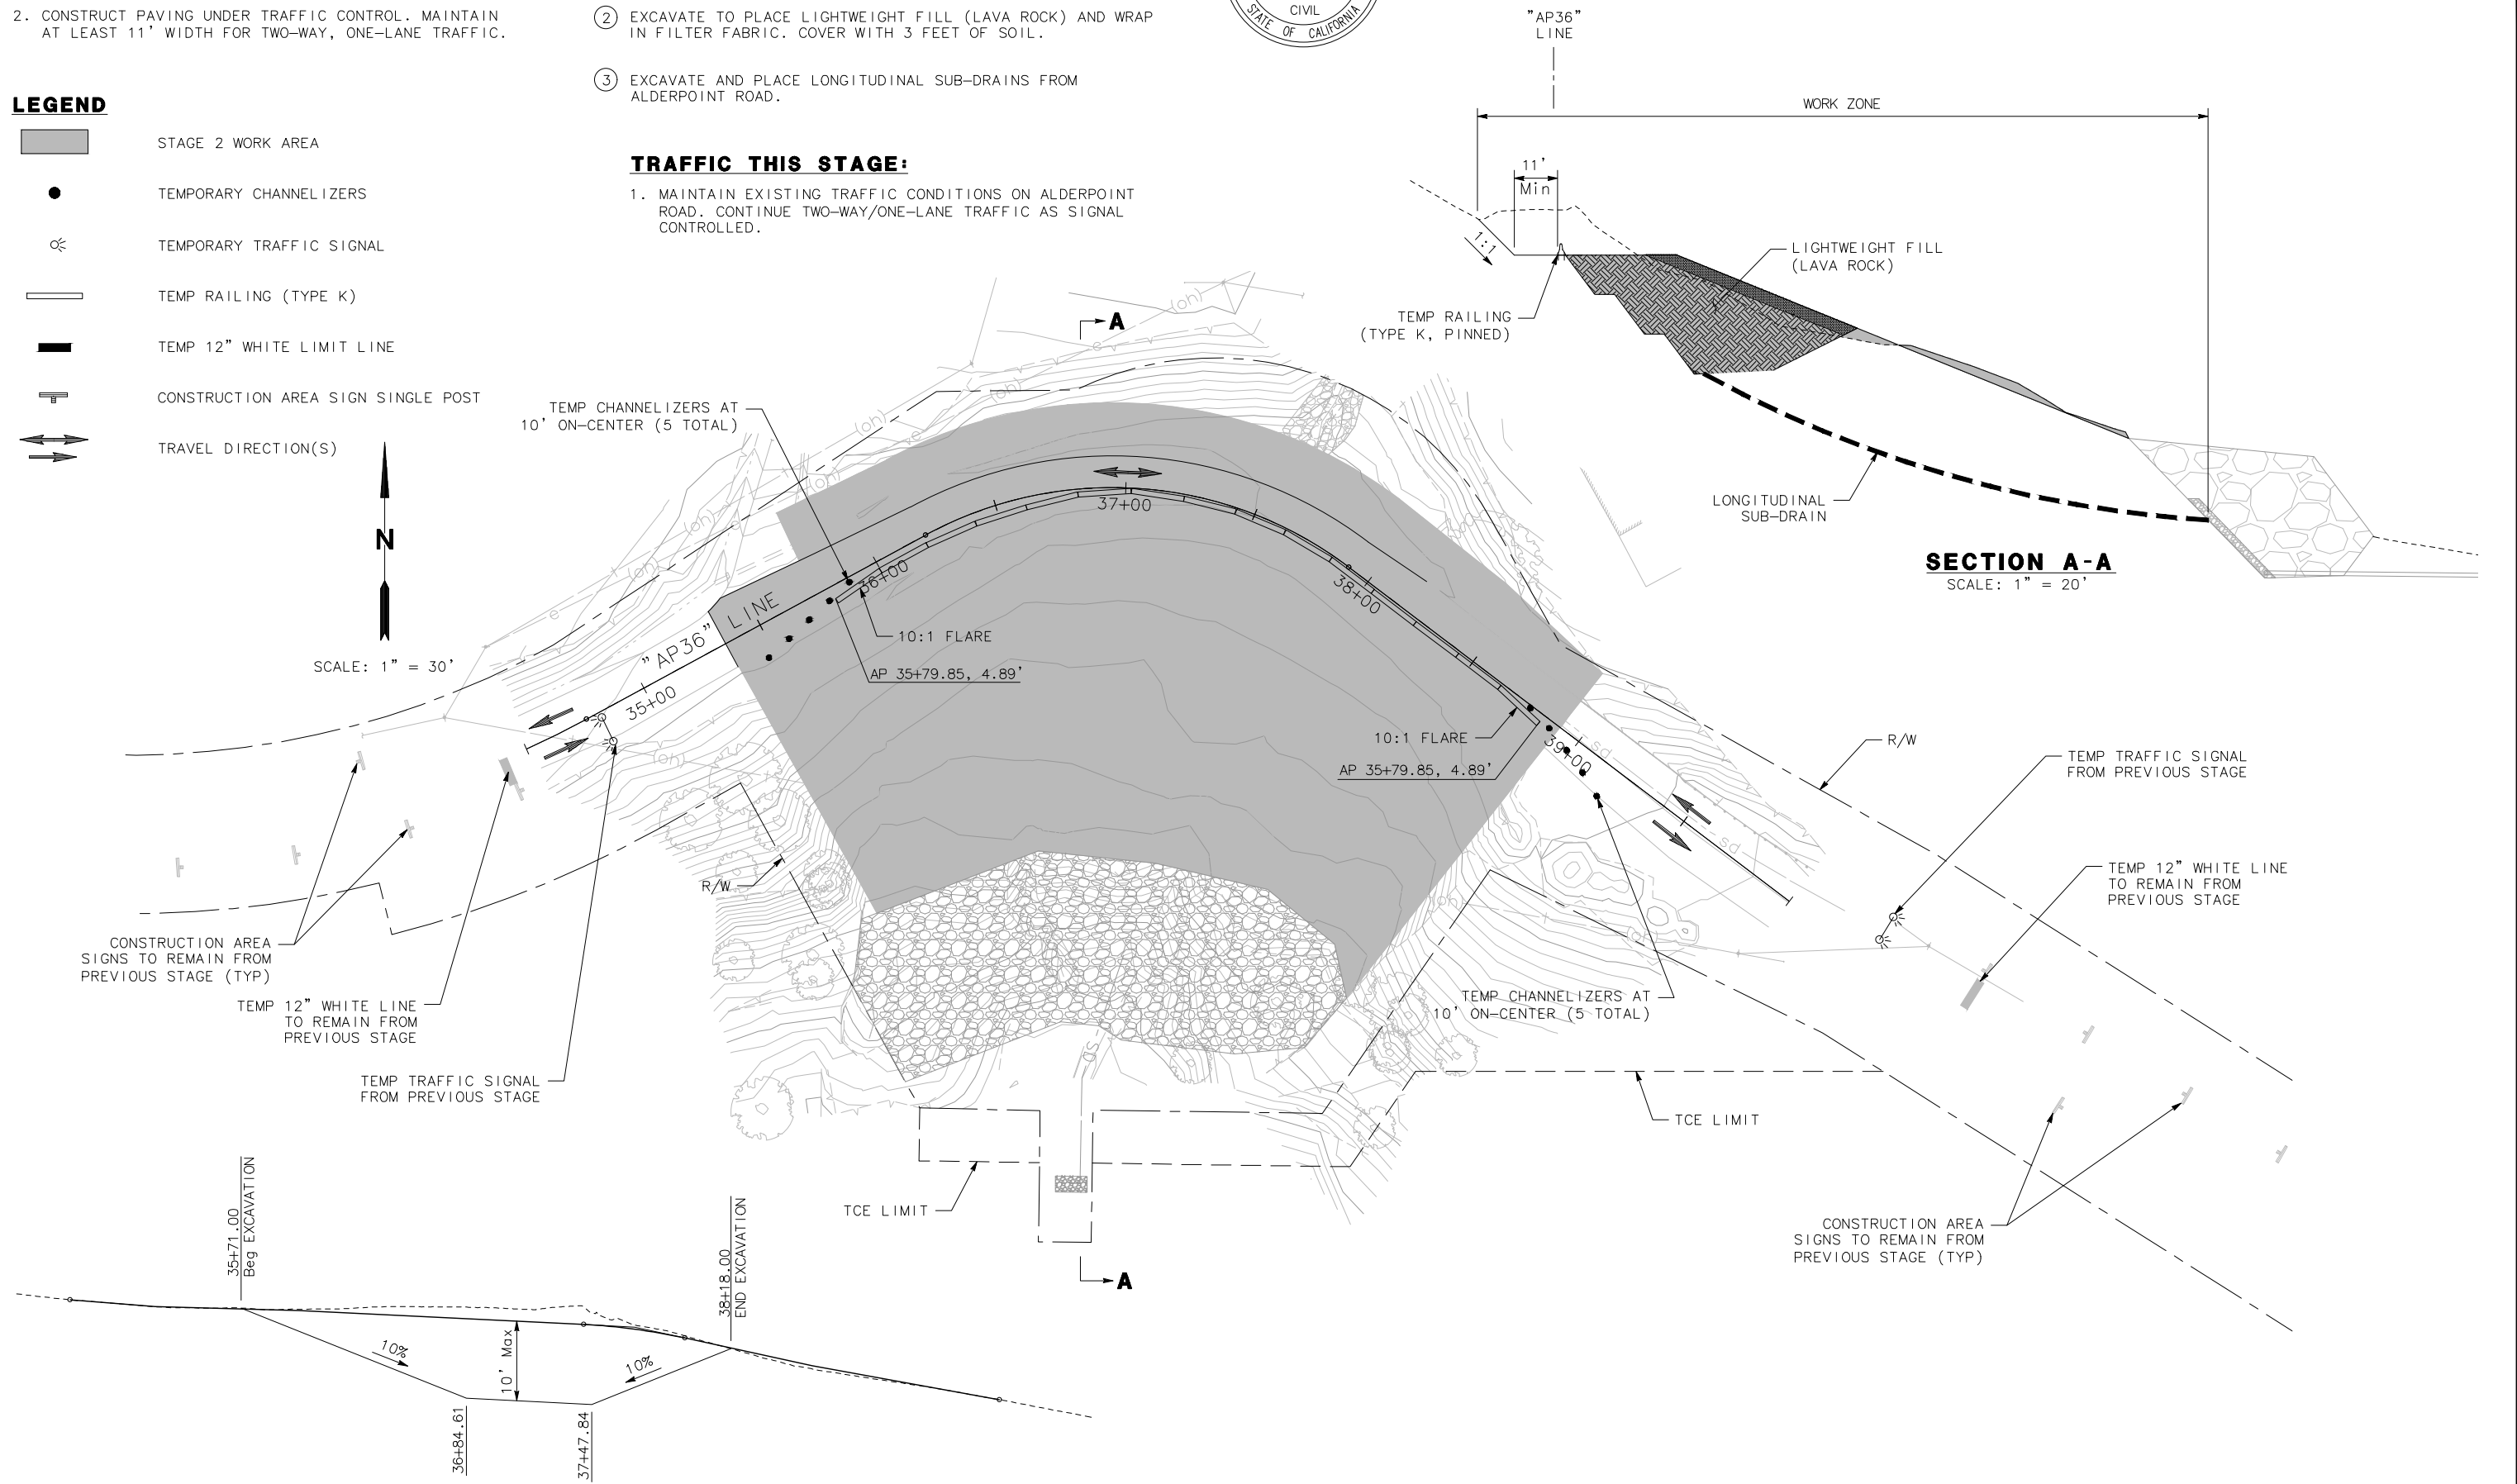 2. CONSTRUCT PAVING UNDER TRAFFIC CONTROL. MAINTAIN
AT LEAST 11' WIDTH FOR TWO-WAY, ONE-LANE TRAFFIC.
LEGEND
STAGE 2 WORK AREA
TEMPORARY CHANNELIZERS
TEMPORARY TRAFFIC SIGNAL
TEMP RAILING (TYPE K)
TEMP 12" WHITE LIMIT LINE
CONSTRUCTION AREA SIGN SINGLE POST
TRAVEL DIRECTION(S)
N
SCALE: 1" = 30'
2 EXCAVATE TO PLACE LIGHTWEIGHT FILL (LAVA ROCK) AND WRAP
IN FILTER FABRIC. COVER WITH 3 FEET OF SOIL.
3 EXCAVATE AND PLACE LONGITUDINAL SUB-DRAINS FROM
ALDERPOINT ROAD.
TRAFFIC THIS STAGE:
1. MAINTAIN EXISTING TRAFFIC CONDITIONS ON ALDERPOINT
ROAD. CONTINUE TWO-WAY/ONE-LANE TRAFFIC AS SIGNAL
CONTROLLED.
CIVIL
STATE OF CALIFORNIA
"AP36"
LINE
WORK ZONE
11'
Min
1:1
LIGHTWEIGHT FILL
(LAVA ROCK)
TEMP RAILING
(TYPE K, PINNED)
LONGITUDINAL
SUB-DRAIN
SECTION A-A
SCALE: 1" = 20'
A
(oh)
(oh)
(oh)
(oh)
(oh)
(oh)
(oh)
(oh)
e
e
TEMP CHANNELIZERS AT
10' ON-CENTER (5 TOTAL)
37+00
36+00
38+00
"AP36" LINE
35+00
39+00
10:1 FLARE
AP 35+79.85, 4.89'
10:1 FLARE
AP 35+79.85, 4.89'
sd
sd
R/W
TEMP TRAFFIC SIGNAL
FROM PREVIOUS STAGE
TEMP 12" WHITE LINE
TO REMAIN FROM
PREVIOUS STAGE
R/W
CONSTRUCTION AREA
SIGNS TO REMAIN FROM
PREVIOUS STAGE (TYP)
TEMP 12" WHITE LINE
TO REMAIN FROM
PREVIOUS STAGE
TEMP TRAFFIC SIGNAL
FROM PREVIOUS STAGE
TEMP CHANNELIZERS AT
10' ON-CENTER (5 TOTAL)
TCE LIMIT
TCE LIMIT
CONSTRUCTION AREA
SIGNS TO REMAIN FROM
PREVIOUS STAGE (TYP)
A
35+71.00
Beg EXCAVATION
38+18.00
END EXCAVATION
10%
10' Max
10%
36+84.61
37+47.84